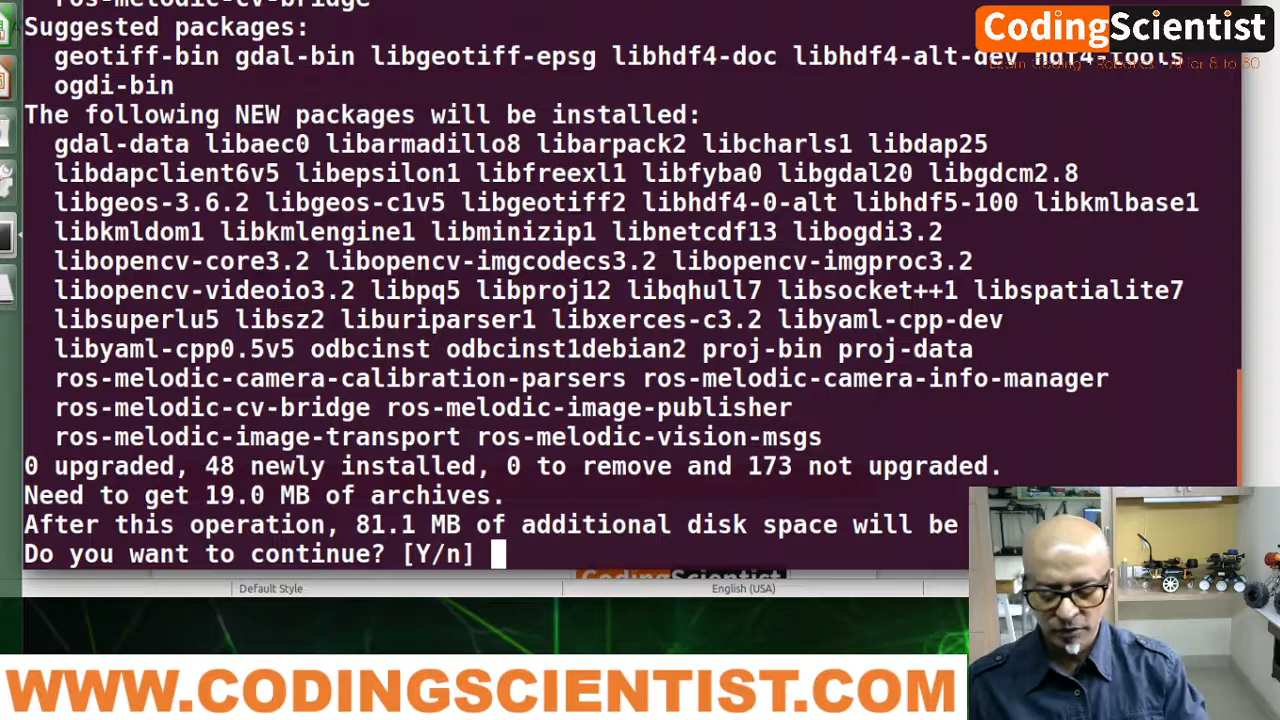 ros-melodic-cv-bridge
Suggested packages:
CodingScientist
geotiff-bin gdal-bin libgeotiff-epsg libhdf4-doc libhdf4-alt-dev hdf4-tools
ogdi-bin
The following NEW packages will be installed:
gdal-data libaec0 libarmadillo8 libarpack2 libcharls1 libdap25
libdapclient6v5 libepsilon1 libfreexl1 libfyba0 libgdal20 libgdcm2.8
libgeos-3.6.2 libgeos-c1v5 libgeotiff2 libhdf4-0-alt libhdf5-100 libkmlbase1
libkmldom1 libkmlengine1 libminizip1 libnetcdf13 libogdi3.2
libopencv-core3.2 libopencv-imgcodecs3.2 libopencv-imgproc3.2
libopencv-videoio3.2 libpq5 libproj12 libqhull7 libsocket++1 libspatialite7
libsuperlu5 libsz2 liburiparser1 libxerces-c3.2 libyaml-cpp-dev
libyaml-cpp0.5v5 odbcinst odbcinst1debian2 proj-bin proj-data
ros-melodic-camera-calibration-parsers ros-melodic-camera-info-manager
ros-melodic-cv-bridge ros-melodic-image-publisher
ros-melodic-image-transport ros-melodic-vision-msgs
0 upgraded, 48 newly installed, 0 to remove and 173 not upgraded.
Need to get 19.0 MB of archives.
After this operation, 81.1 MB of additional disk space will be
Do you want to continue? [Y/n]
CodingScientist
Default Style
English (USA)
WWW.CODINGSCIENTIST.COM